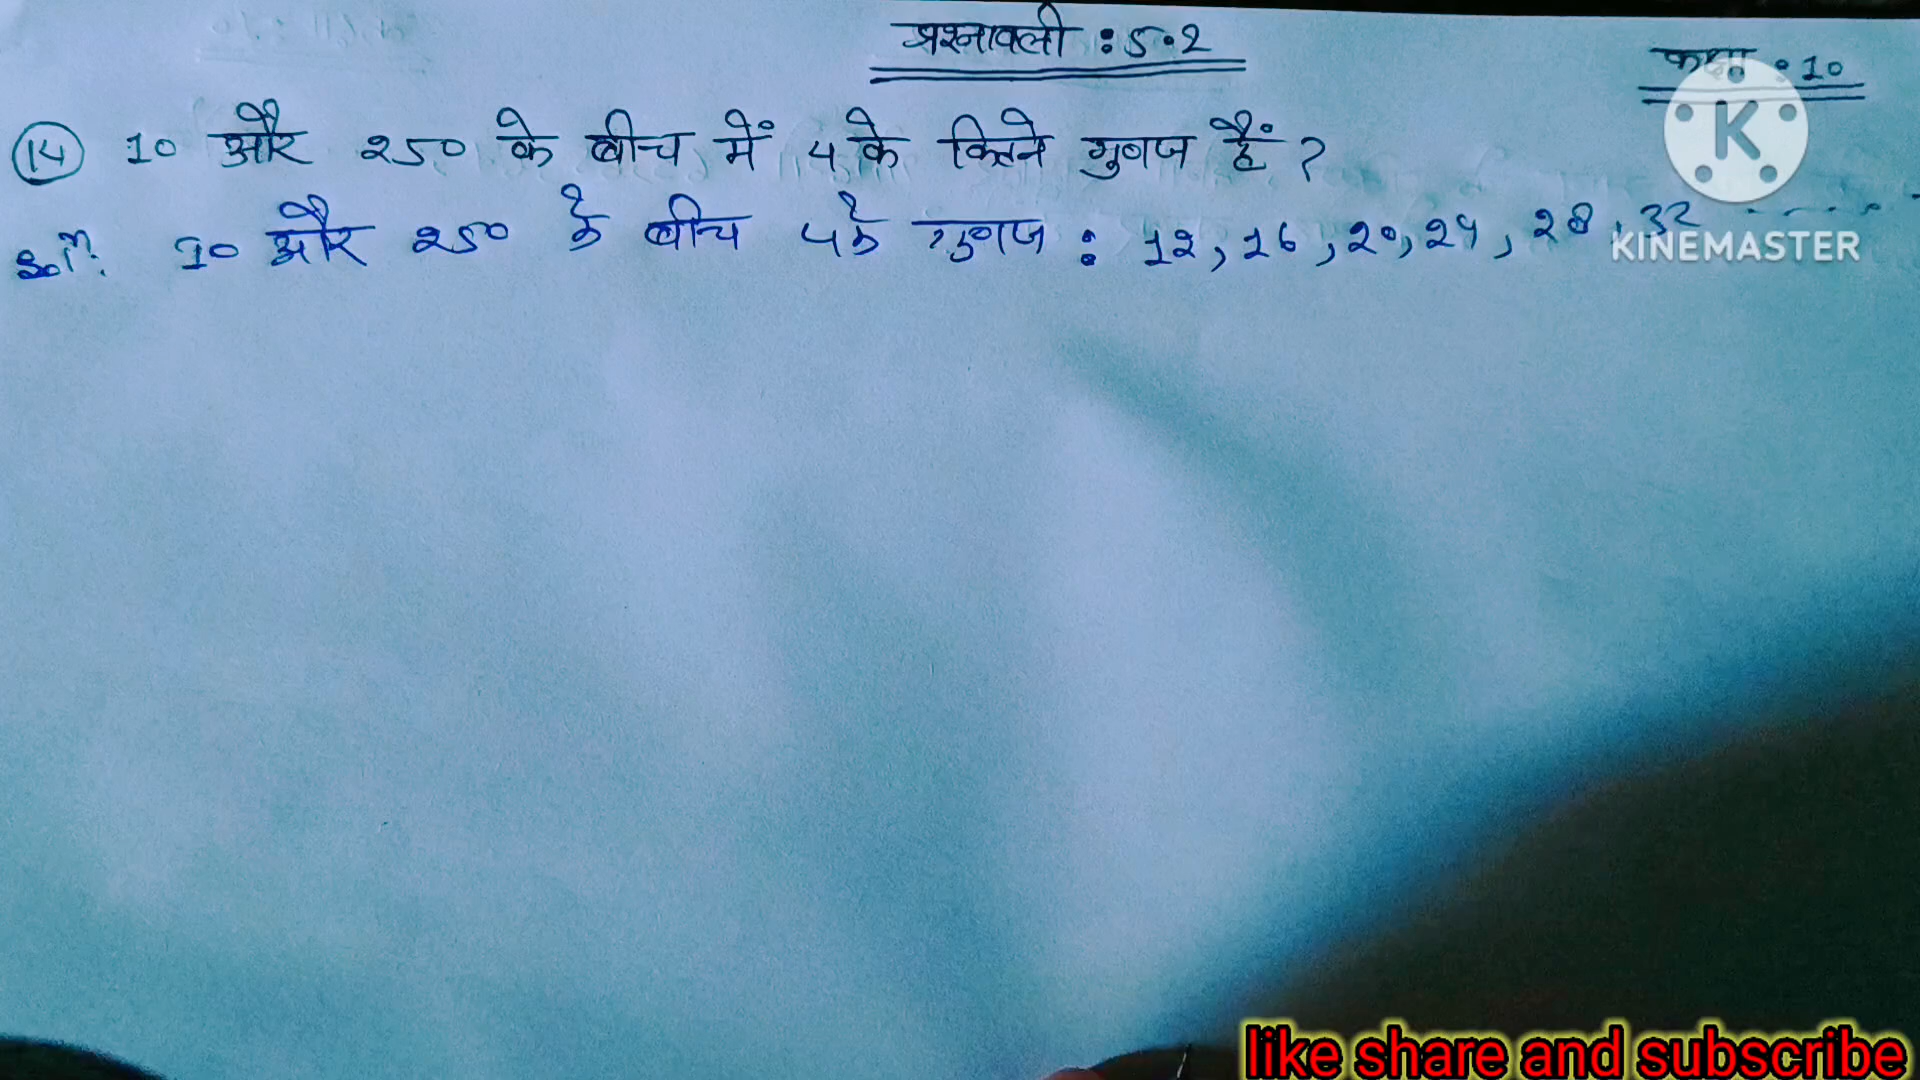 प्रश्नावली : 5.2
कक्षा : 10
(14) 10 और 250 के बीच में 4 के कितने गुणज हैं ?
Solⁿ. 10 और 250 के बीच 4 के गुणज : 12, 16, 20, 24, 28, 32 .......
K
KINEMASTER
like share and subscribe